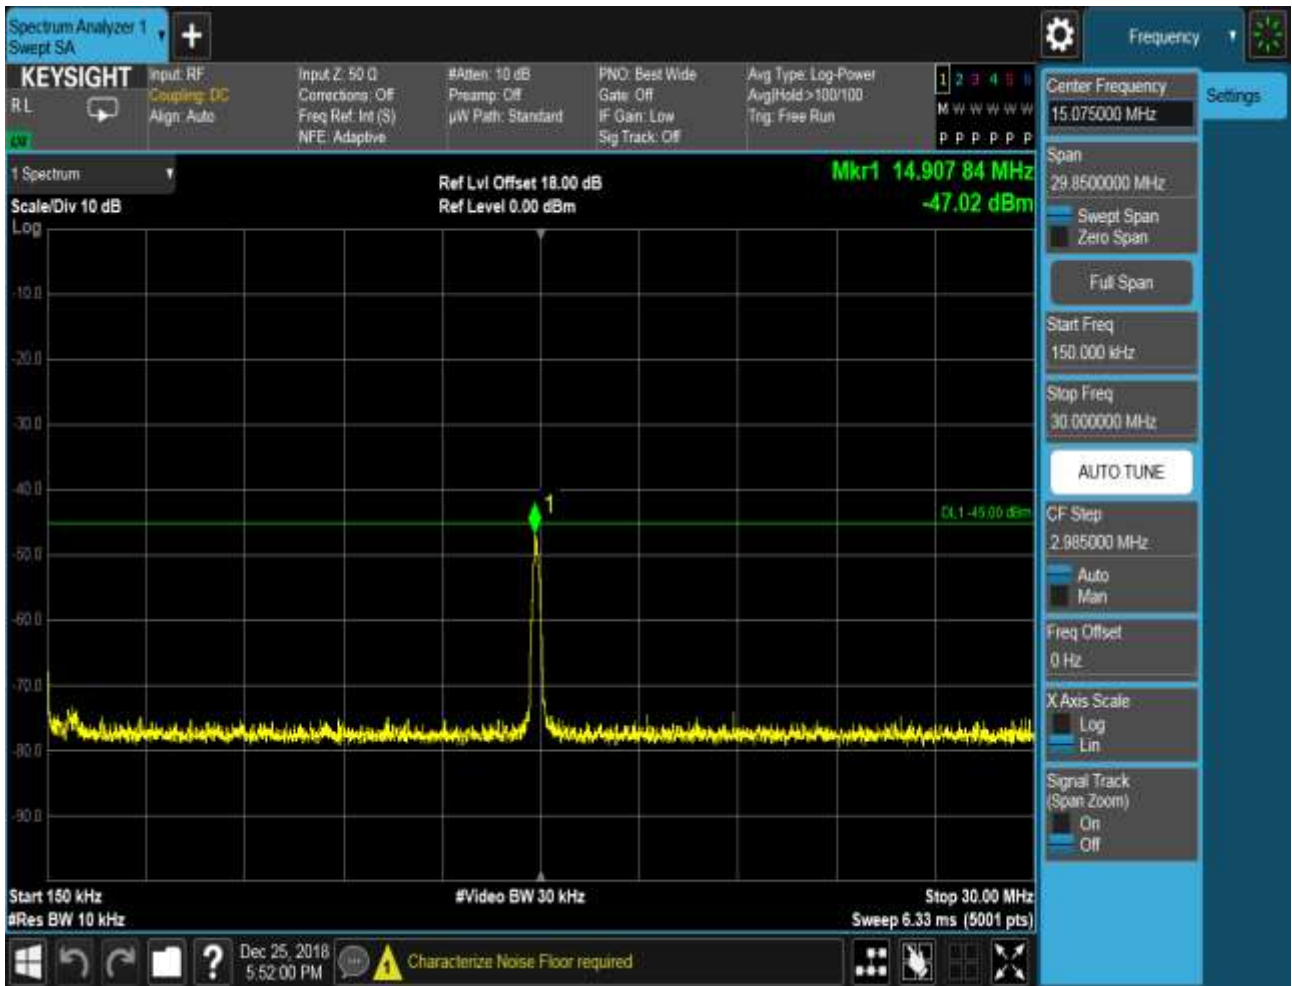 Spectrum Analyzer 1
Swept SA
Frequency
KEYSIGHT
R L
Input: RF
Coupling: DC
Align: Auto
Input Z: 50 Ω
Corrections: Off
Freq Ref: Int (S)
NFE: Adaptive
#Atten: 10 dB
Preamp: Off
µW Path: Standard
PNO: Best Wide
Gate: Off
IF Gain: Low
Sig Track: Off
Avg Type: Log-Power
Avg|Hold:>100/100
Trig: Free Run
1 2 3 4 5 6
M W W W W W
P P P P P P
1 Spectrum
Scale/Div 10 dB
Log
Ref Lvl Offset 18.00 dB
Ref Level 0.00 dBm
Mkr1 14.907 84 MHz
-47.02 dBm
-10.0
-20.0
-30.0
-40.0
-50.0
-60.0
-70.0
-80.0
-90.0
1
DL1 -45.00 dBm
Start 150 kHz
#Res BW 10 kHz
#Video BW 30 kHz
Stop 30.00 MHz
Sweep 6.33 ms (5001 pts)
Center Frequency
15.075000 MHz
Settings
Span
29.8500000 MHz
Swept Span
Zero Span
Full Span
Start Freq
150.000 kHz
Stop Freq
30.000000 MHz
AUTO TUNE
CF Step
2.985000 MHz
Auto
Man
Freq Offset
0 Hz
X Axis Scale
Log
Lin
Signal Track
(Span Zoom)
On
Off
?
Dec 25, 2018
5:52:00 PM
1
Characterize Noise Floor required